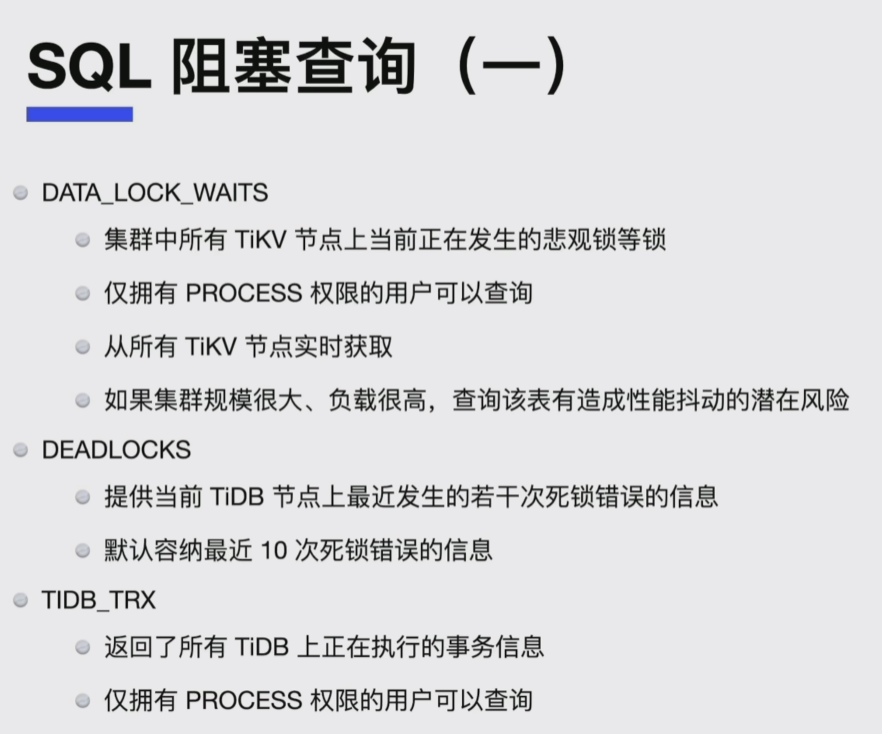 SQL 阻塞查询（一）
DATA_LOCK_WAITS
集群中所有 TiKV 节点上当前正在发生的悲观锁等锁
仅拥有 PROCESS 权限的用户可以查询
从所有 TiKV 节点实时获取
如果集群规模很大、负载很高，查询该表有造成性能抖动的潜在风险
DEADLOCKS
提供当前 TiDB 节点上最近发生的若干次死锁错误的信息
默认容纳最近 10 次死锁错误的信息
TIDB_TRX
返回了所有 TiDB 上正在执行的事务信息
仅拥有 PROCESS 权限的用户可以查询